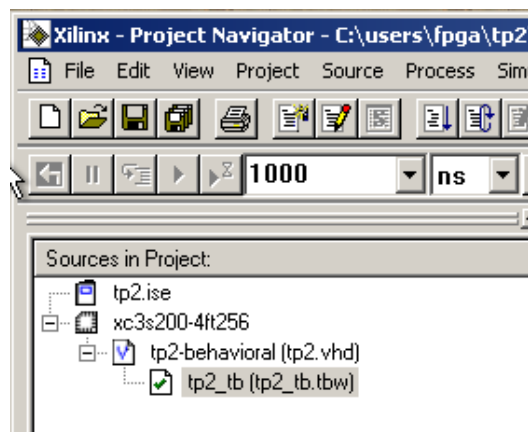 Xilinx - Project Navigator - C:\users\fpga\tp2
File Edit View Project Source Process Sim
1000 ns
Sources in Project:
tp2.ise
xc3s200-4ft256
tp2-behavioral (tp2.vhd)
tp2_tb (tp2_tb.tbw)